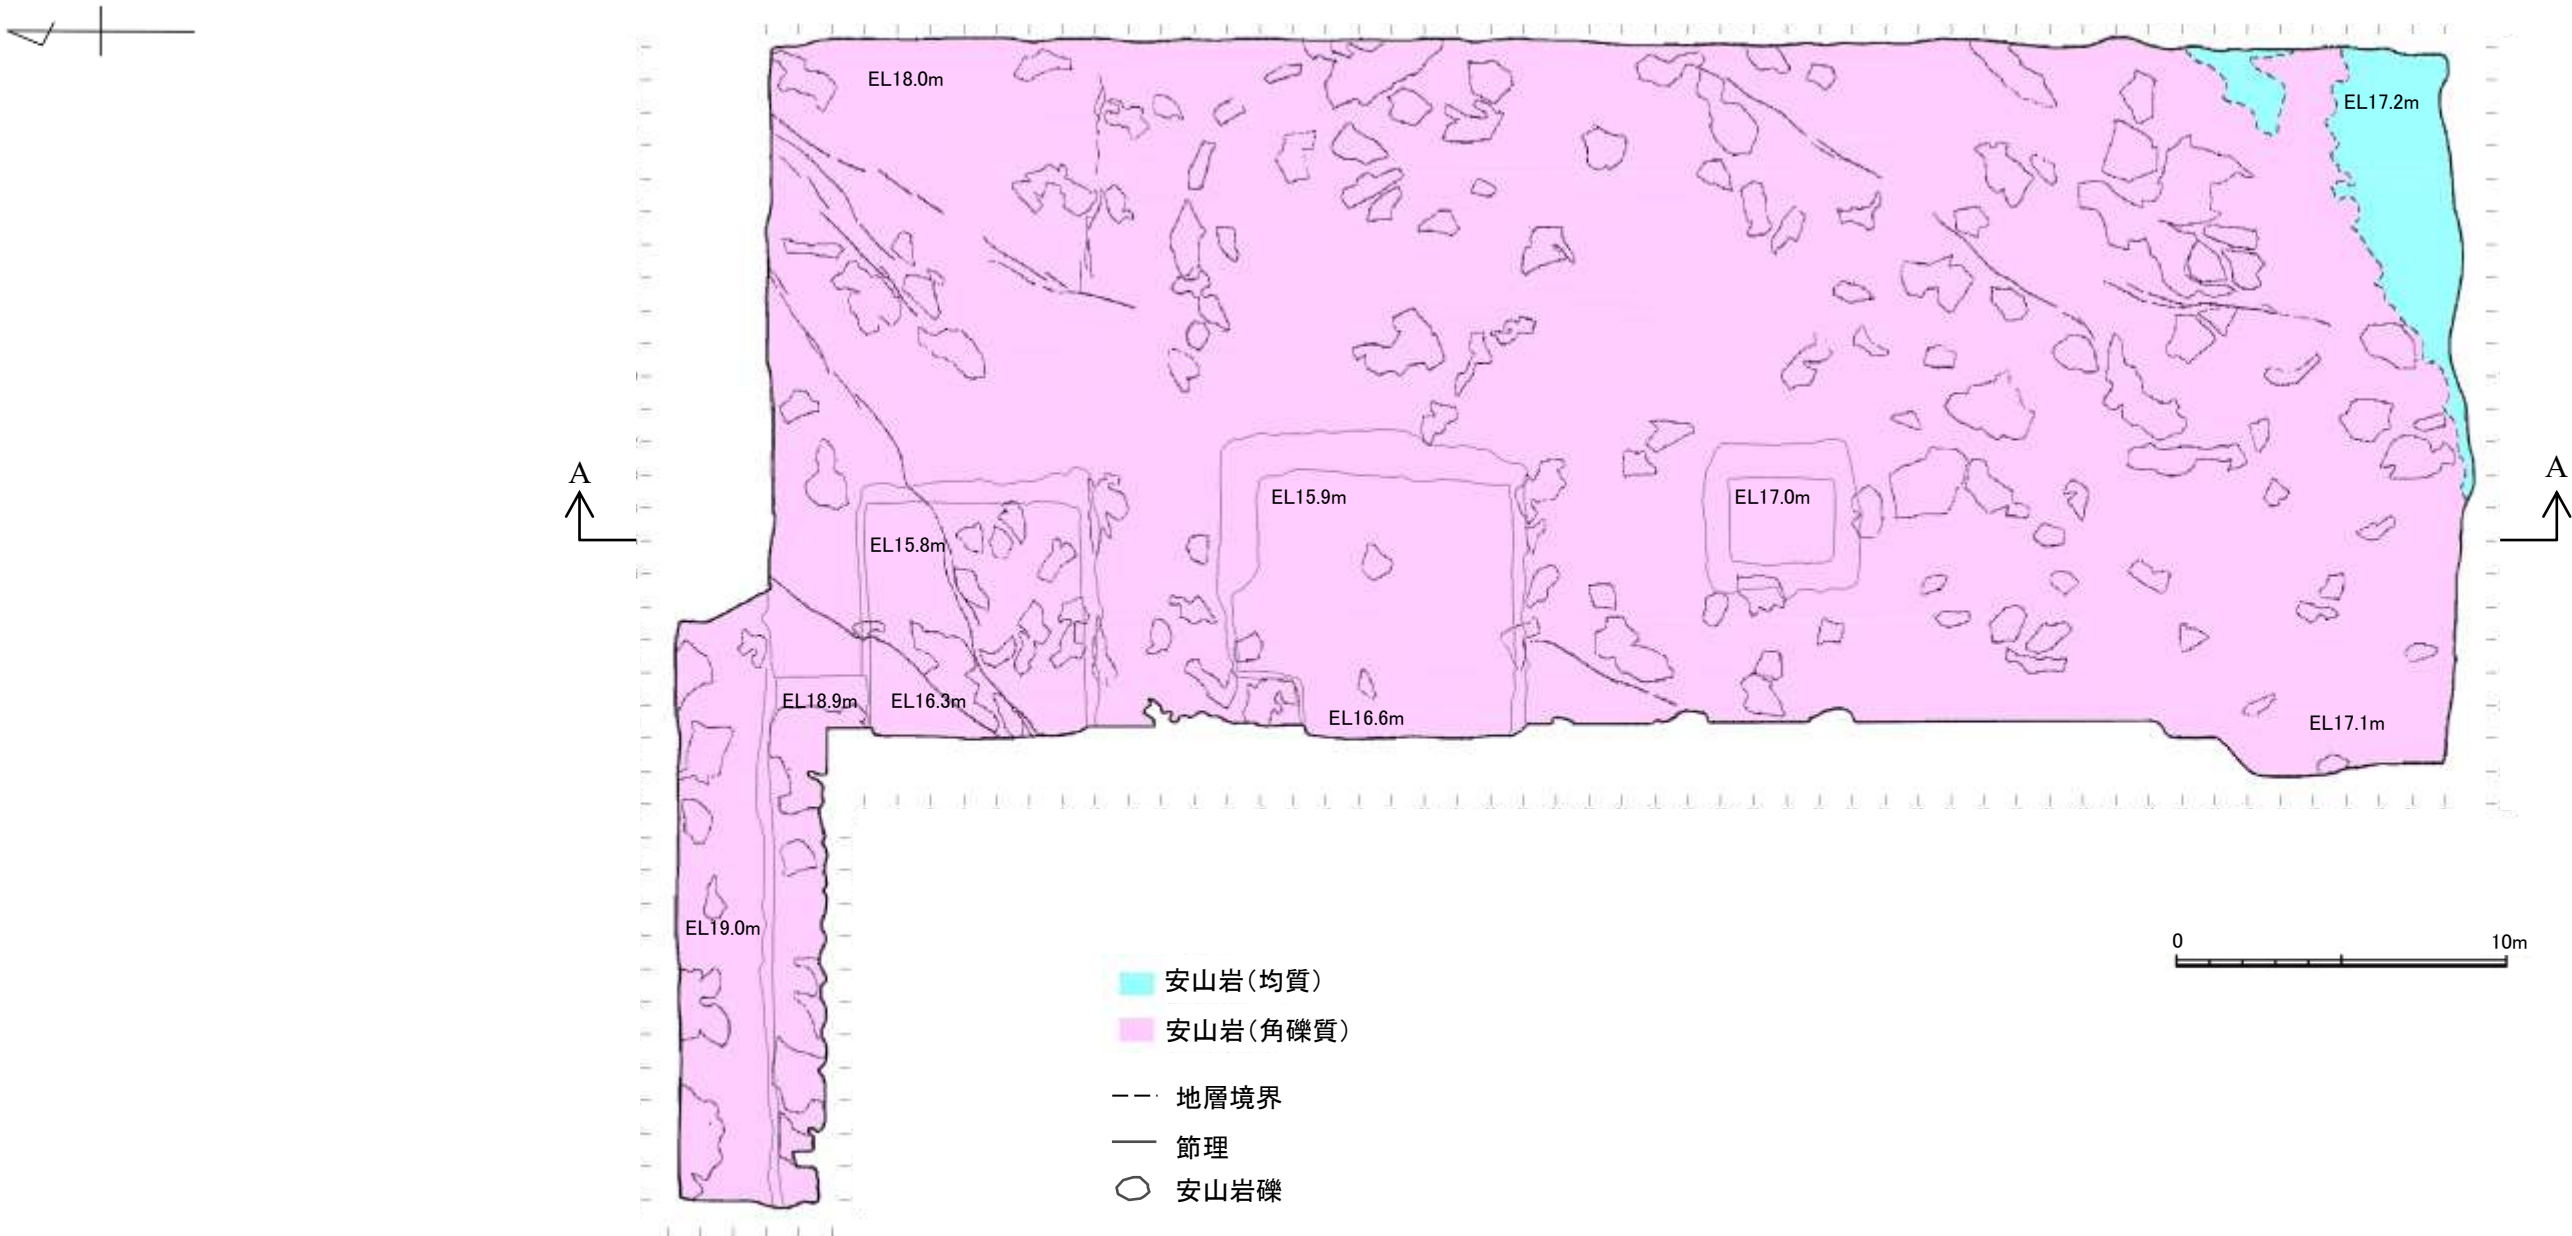 EL18.0m
EL17.2m
A
A
EL15.9m
EL17.0m
EL15.8m
EL18.9m
EL16.3m
EL16.6m
EL17.1m
EL19.0m
0 10m
安山岩(均質)
安山岩(角礫質)
地層境界
節理
安山岩礫